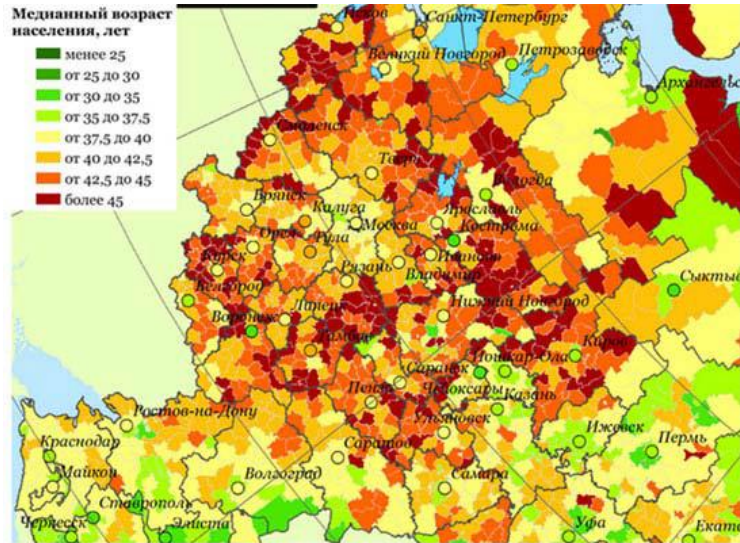 Медианный возраст
населения, лет
менее 25
от 25 до 30
от 30 до 35
от 35 до 37,5
от 37,5 до 40
от 40 до 42,5
от 42,5 до 45
более 45
Псков
Санкт-Петербург
Великий Новгород
Петрозаводск
Архангельск
Смоленск
Тверь
Вологда
Брянск
Калуга
Москва
Ярославль
Кострома
Орел
Тула
Иваново
Курск
Рязань
Владимир
Сыктыв
Белгород
Липецк
Нижний Новгород
Воронеж
Тамбов
Киров
Йошкар-Ола
Саранск
Чебоксары
Пенза
Казань
Ростов-на-Дону
Ульяновск
Ижевск
Краснодар
Саратов
Пермь
Майкоп
Волгоград
Самара
Ставрополь
Черкесск
Элиста
Уфа
Екате